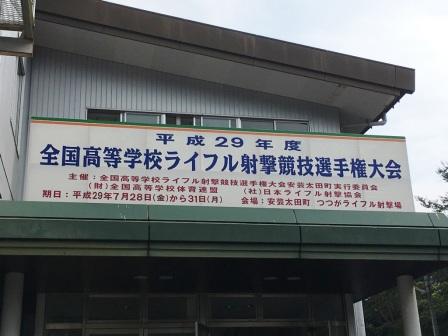 平成29年度
全国高等学校ライフル射撃競技選手権大会
主催：全国高等学校ライフル射撃競技選手権大会安芸太田町実行委員会
（財）全国高等学校体育連盟　（社）日本ライフル射撃協会
期日：平成29年7月28日(金)から31日(月)　会場：安芸太田町　つつがライフル射撃場